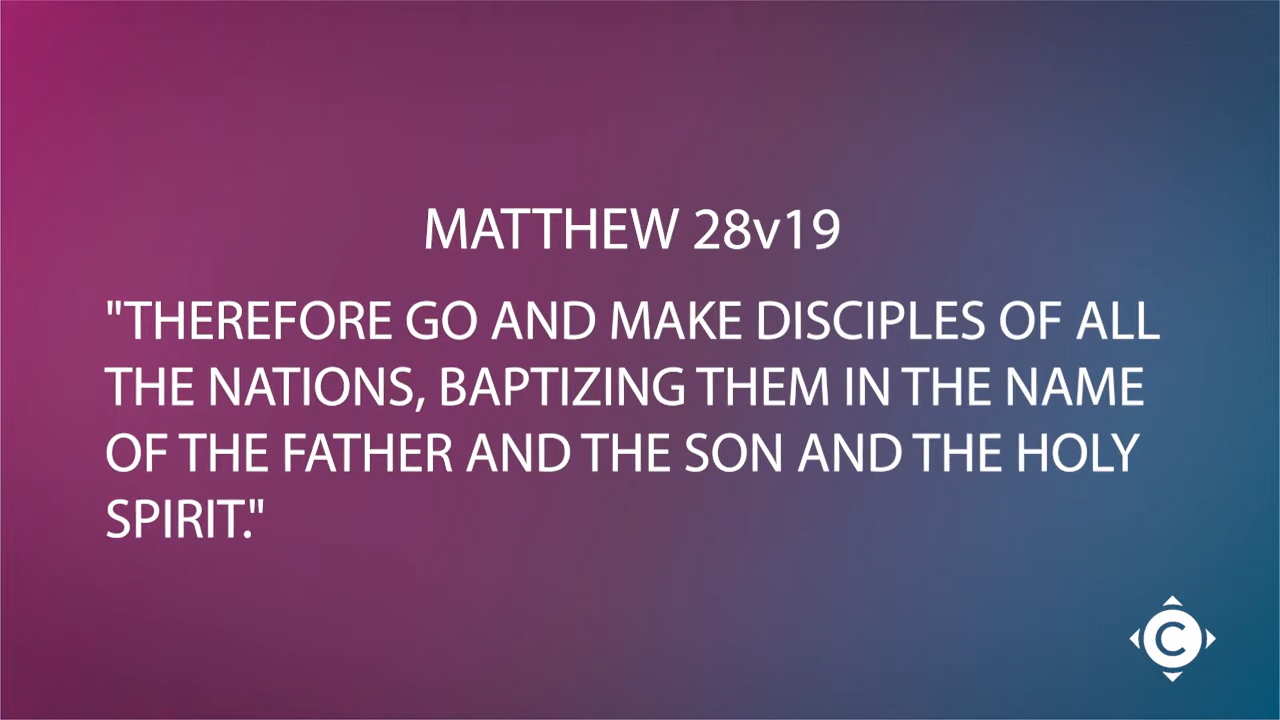 MATTHEW 28v19
"THEREFORE GO AND MAKE DISCIPLES OF ALL
THE NATIONS, BAPTIZING THEM IN THE NAME
OF THE FATHER AND THE SON AND THE HOLY
SPIRIT."
C